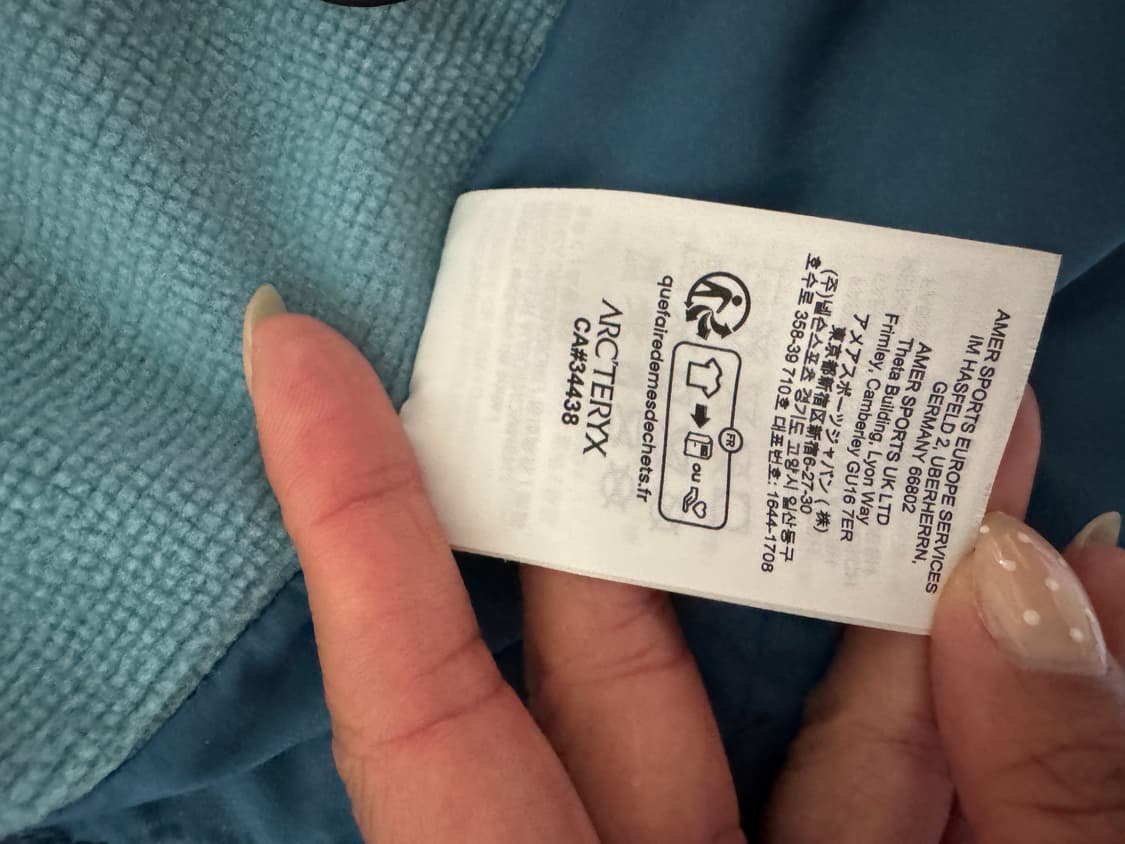 AMER SPORTS EUROPE SERVICES
IM HASFELD 2, UBERHERRN,
GERMANY 66802
AMER SPORTS UK LTD
Theta Building, Lyon Way
Frimley, Camberley GU16 7ER
アメアスポーツジャパン（株）
東京都新宿区新宿6-27-30
(주)넬슨스포츠 경기도 고양시 일산동구
호수로 358-39 710호 대표번호: 1644-1708
FR
ou
quefairedemesdechets.fr
ARC'TERYX
CA#34438